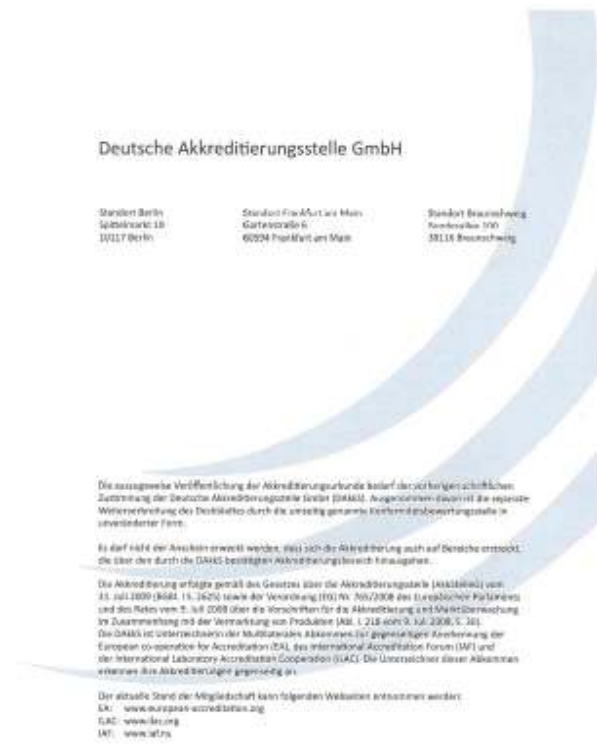 Deutsche Akkreditierungsstelle GmbH
Standort Berlin
Spittelmarkt 10
10117 Berlin
Standort Frankfurt am Main
Gartenstraße 6
60594 Frankfurt am Main
Standort Braunschweig
Bundesallee 100
38116 Braunschweig
Die auszugsweise Veröffentlichung der Akkreditierungsurkunde bedarf der vorherigen schriftlichen
Zustimmung der Deutsche Akkreditierungsstelle GmbH (DAkkS). Ausgenommen davon ist die separate
Weiterverbreitung des Deckblattes durch die umseitig genannte Konformitätsbewertungsstelle in
unveränderter Form.
Es darf nicht der Anschein erweckt werden, dass sich die Akkreditierung auch auf Bereiche erstreckt,
die über den durch die DAkkS bestätigten Akkreditierungsbereich hinausgehen.
Die Akkreditierung erfolgte gemäß des Gesetzes über die Akkreditierungsstelle (AkkStelleG) vom
31. Juli 2009 (BGBl. I S. 2625) sowie der Verordnung (EG) Nr. 765/2008 des Europäischen Parlaments
und des Rates vom 9. Juli 2008 über die Vorschriften für die Akkreditierung und Marktüberwachung
im Zusammenhang mit der Vermarktung von Produkten (Abl. L 218 vom 9. Juli 2008, S. 30).
Die DAkkS ist Unterzeichnerin der Multilateralen Abkommen zur gegenseitigen Anerkennung der
European co-operation for Accreditation (EA), des International Accreditation Forum (IAF) und
der International Laboratory Accreditation Cooperation (ILAC). Die Unterzeichner dieser Abkommen
erkennen ihre Akkreditierungen gegenseitig an.
Der aktuelle Stand der Mitgliedschaft kann folgenden Webseiten entnommen werden:
EA: www.european-accreditation.org
ILAC: www.ilac.org
IAF: www.iaf.nu